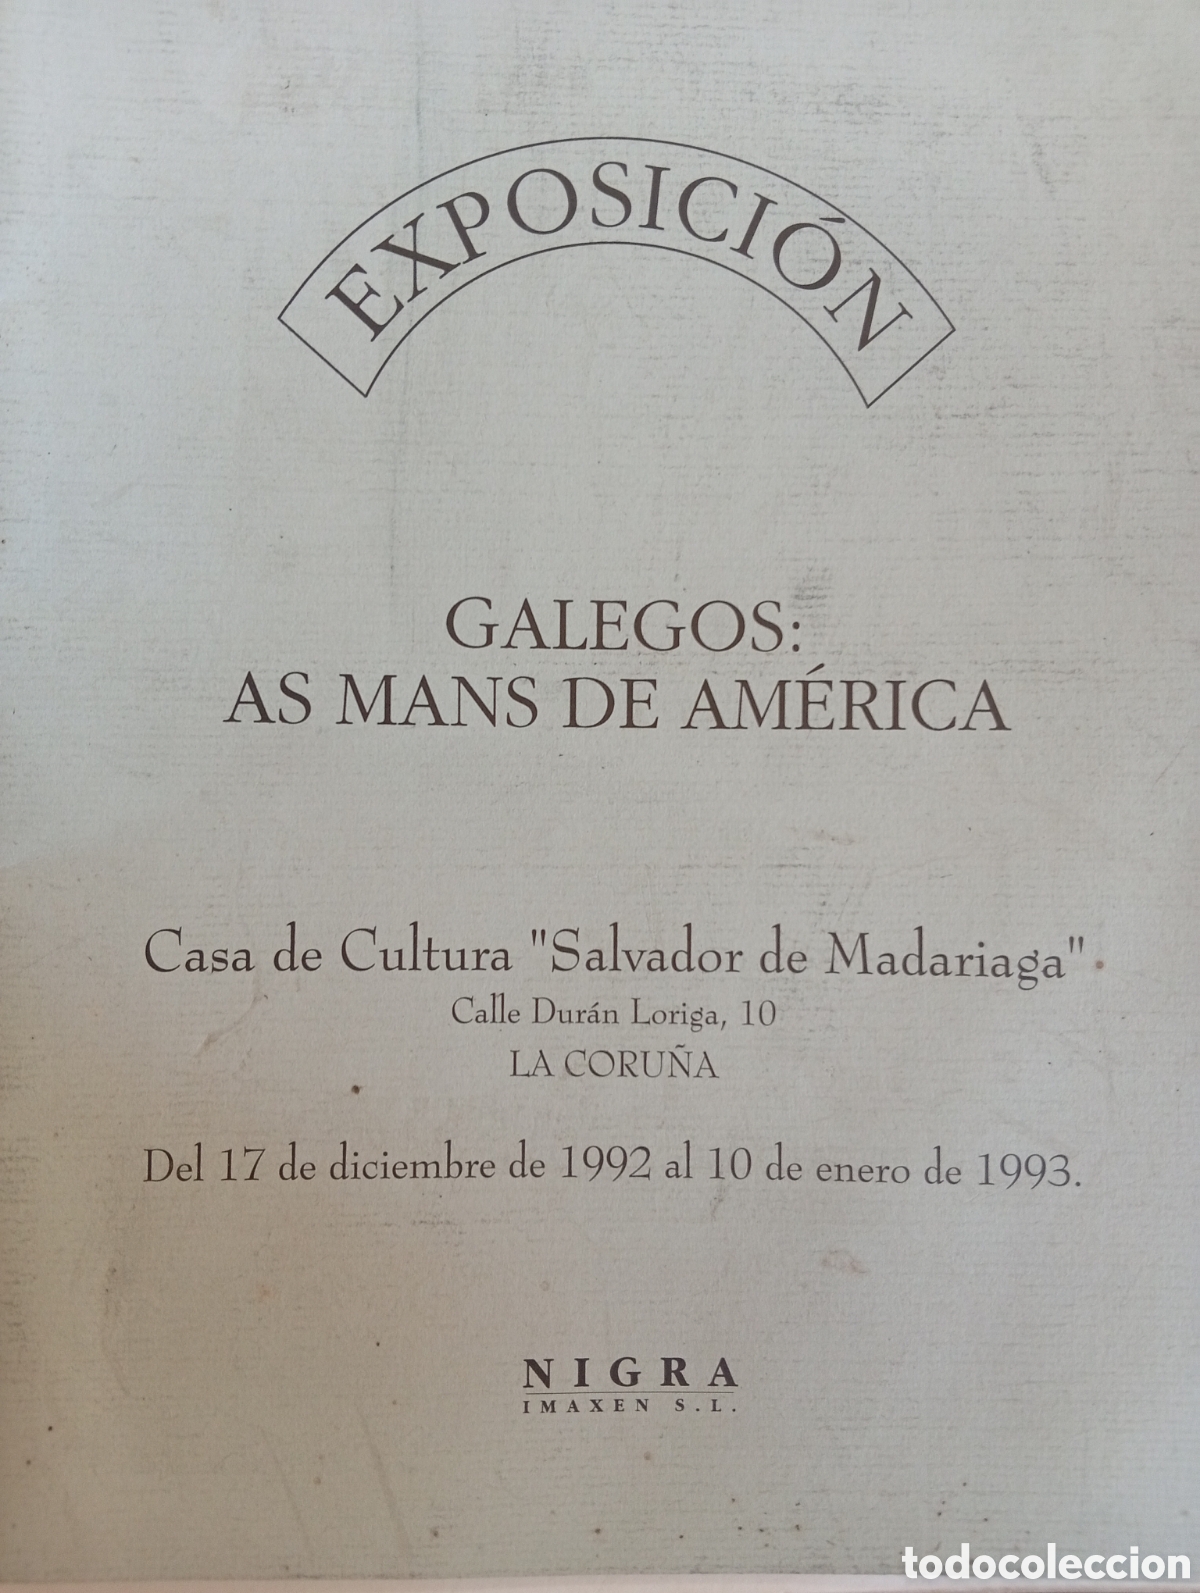 EXPOSICIÓN
GALEGOS:
AS MANS DE AMÉRICA
Casa de Cultura "Salvador de Madariaga"
Calle Durán Loriga, 10
LA CORUÑA
Del 17 de diciembre de 1992 al 10 de enero de 1993.
NIGRA
IMAXEN S.L.
todocoleccion